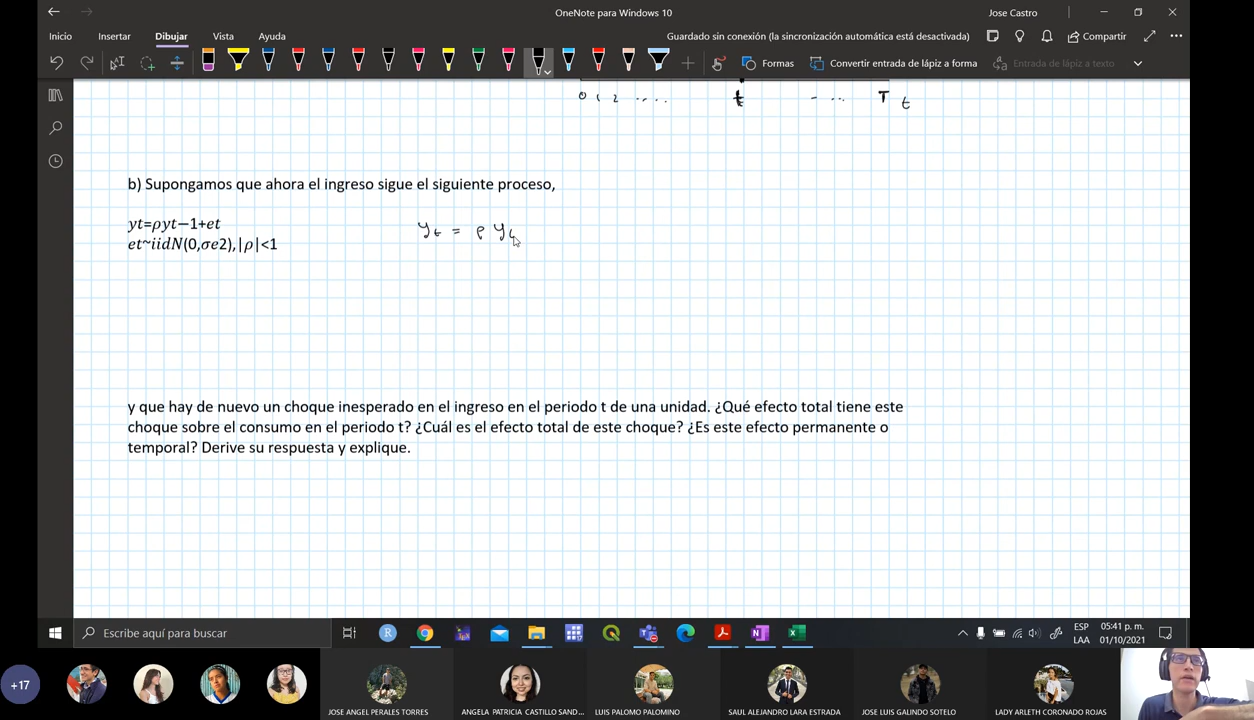 OneNote para Windows 10
Jose Castro
Inicio Insertar Dibujar Vista Ayuda
Guardado sin conexión (la sincronización automática está desactivada)
Compartir
Formas
Convertir entrada de lápiz a forma
Entrada de lápiz a texto
0 1 2 .... t - ... T t
b) Supongamos que ahora el ingreso sigue el siguiente proceso,
yt=ρyt−1+et
et~iidN(0,σe2),|ρ|<1
yt = ρ yt
y que hay de nuevo un choque inesperado en el ingreso en el periodo t de una unidad. ¿Qué efecto total tiene este
choque sobre el consumo en el periodo t? ¿Cuál es el efecto total de este choque? ¿Es este efecto permanente o
temporal? Derive su respuesta y explique.
Escribe aquí para buscar
ESP
LAA
05:41 p. m.
01/10/2021
+17
JOSE ANGEL PERALES TORRES
ANGELA PATRICIA CASTILLO SAND...
LUIS PALOMO PALOMINO
SAUL ALEJANDRO LARA ESTRADA
JOSE LUIS GALINDO SOTELO
LADY ARLETH CORONADO ROJAS